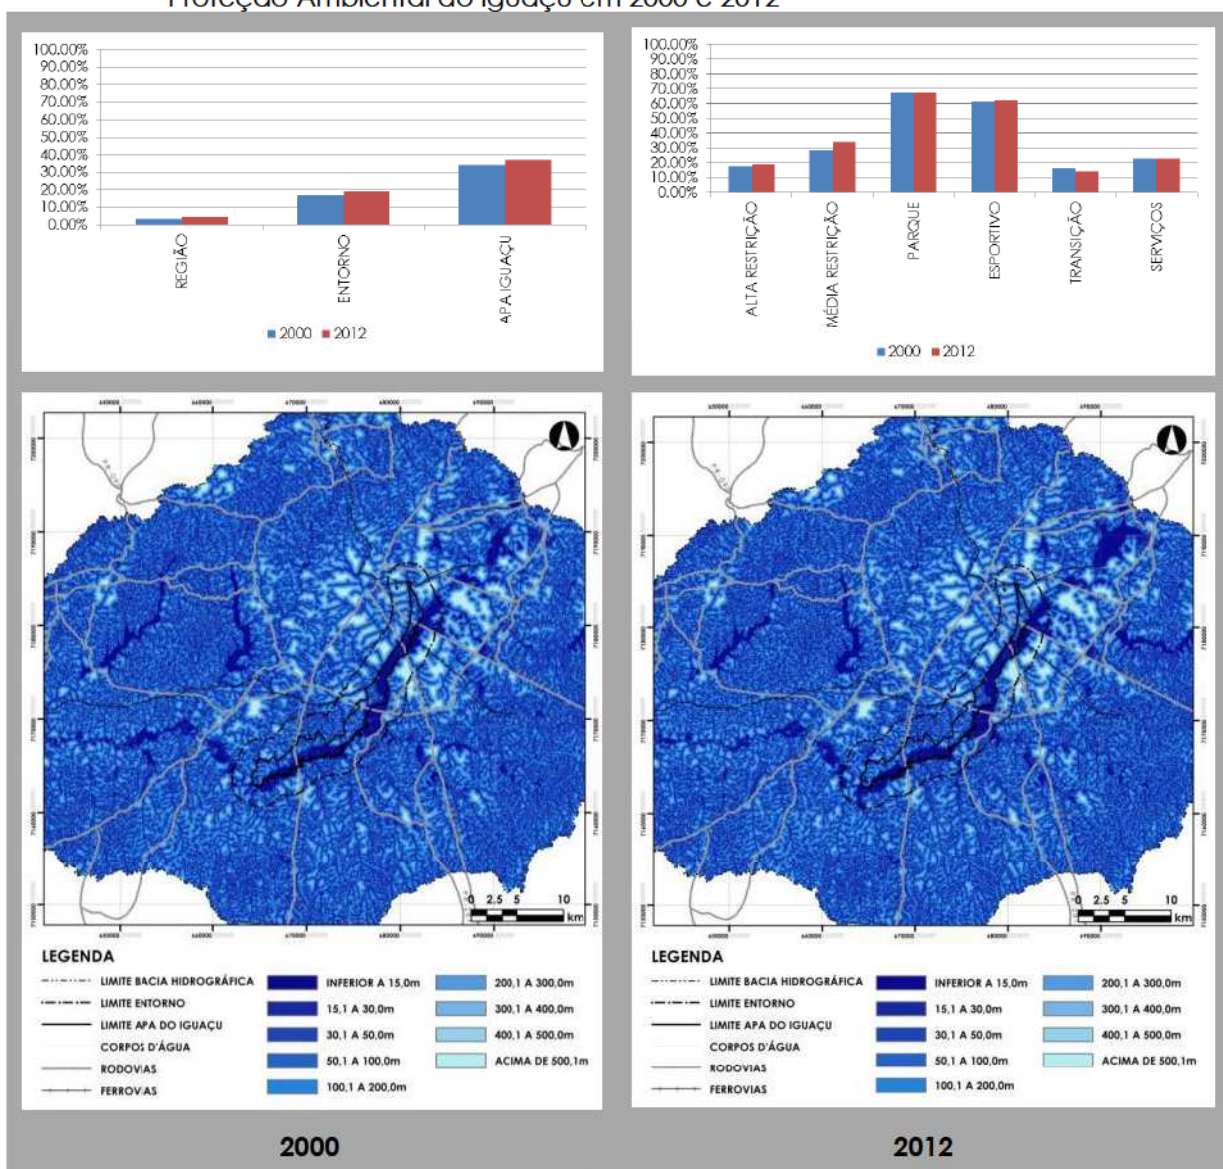 Proteção Ambiental do Iguaçu em 2000 e 2012
100.00%
90.00%
80.00%
70.00%
60.00%
50.00%
40.00%
30.00%
20.00%
10.00%
0.00%
REGIÃO
ENTORNO
APA IGUAÇU
2000 2012
100.00%
90.00%
80.00%
70.00%
60.00%
50.00%
40.00%
30.00%
20.00%
10.00%
0.00%
ALTA RESTRIÇÃO
MÉDIA RESTRIÇÃO
PARQUE
ESPORTIVO
TRANSIÇÃO
SERVIÇOS
2000 2012
0 2.5 5 10
km
LEGENDA
LIMITE BACIA HIDROGRÁFICA
LIMITE ENTORNO
LIMITE APA DO IGUAÇU
CORPOS D'ÁGUA
RODOVIAS
FERROVIAS
INFERIOR A 15,0m
15,1 A 30,0m
30,1 A 50,0m
50,1 A 100,0m
100,1 A 200,0m
200,1 A 300,0m
300,1 A 400,0m
400,1 A 500,0m
ACIMA DE 500,1m
2000
0 2.5 5 10
km
LEGENDA
LIMITE BACIA HIDROGRÁFICA
LIMITE ENTORNO
LIMITE APA DO IGUAÇU
CORPOS D'ÁGUA
RODOVIAS
FERROVIAS
INFERIOR A 15,0m
15,1 A 30,0m
30,1 A 50,0m
50,1 A 100,0m
100,1 A 200,0m
200,1 A 300,0m
300,1 A 400,0m
400,1 A 500,0m
ACIMA DE 500,1m
2012